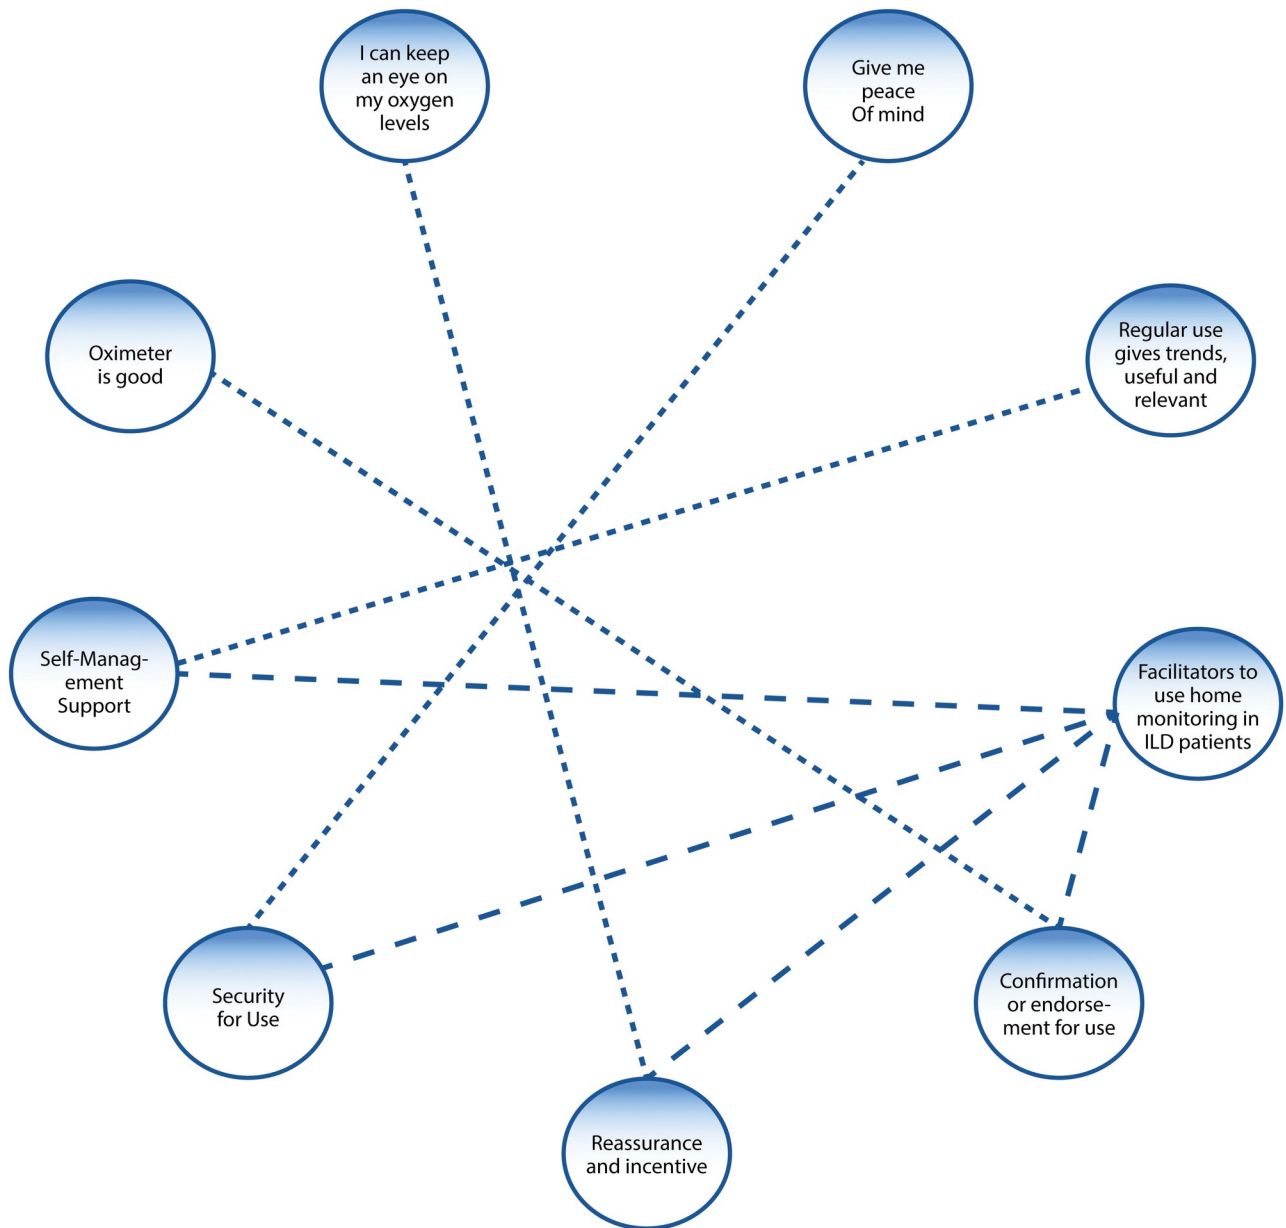 I can keep
an eye on
my oxygen
levels
Give me
peace
Of mind
Oximeter
is good
Regular use
gives trends,
useful and
relevant
Self-Manag-
ement
Support
Facilitators to
use home
monitoring in
ILD patients
Security
for Use
Confirmation
or endorse-
ment for use
Reassurance
and incentive